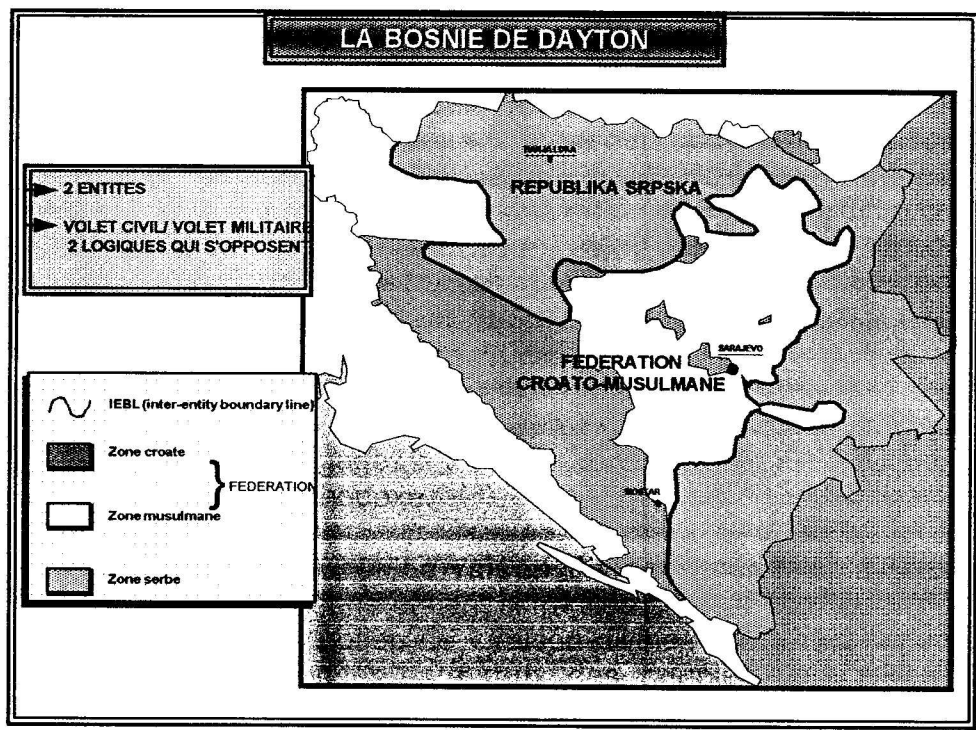 LA BOSNIE DE DAYTON
2 ENTITES
VOLET CIVIL/ VOLET MILITAIRE
2 LOGIQUES QUI S'OPPOSENT
REPUBLIKA SRPSKA
SARAJEVO
FEDERATION
CROATO-MUSULMANE
MOSTAR
IEBL (inter-entity boundary line)
Zone croate
FEDERATION
Zone musulmane
Zone serbe